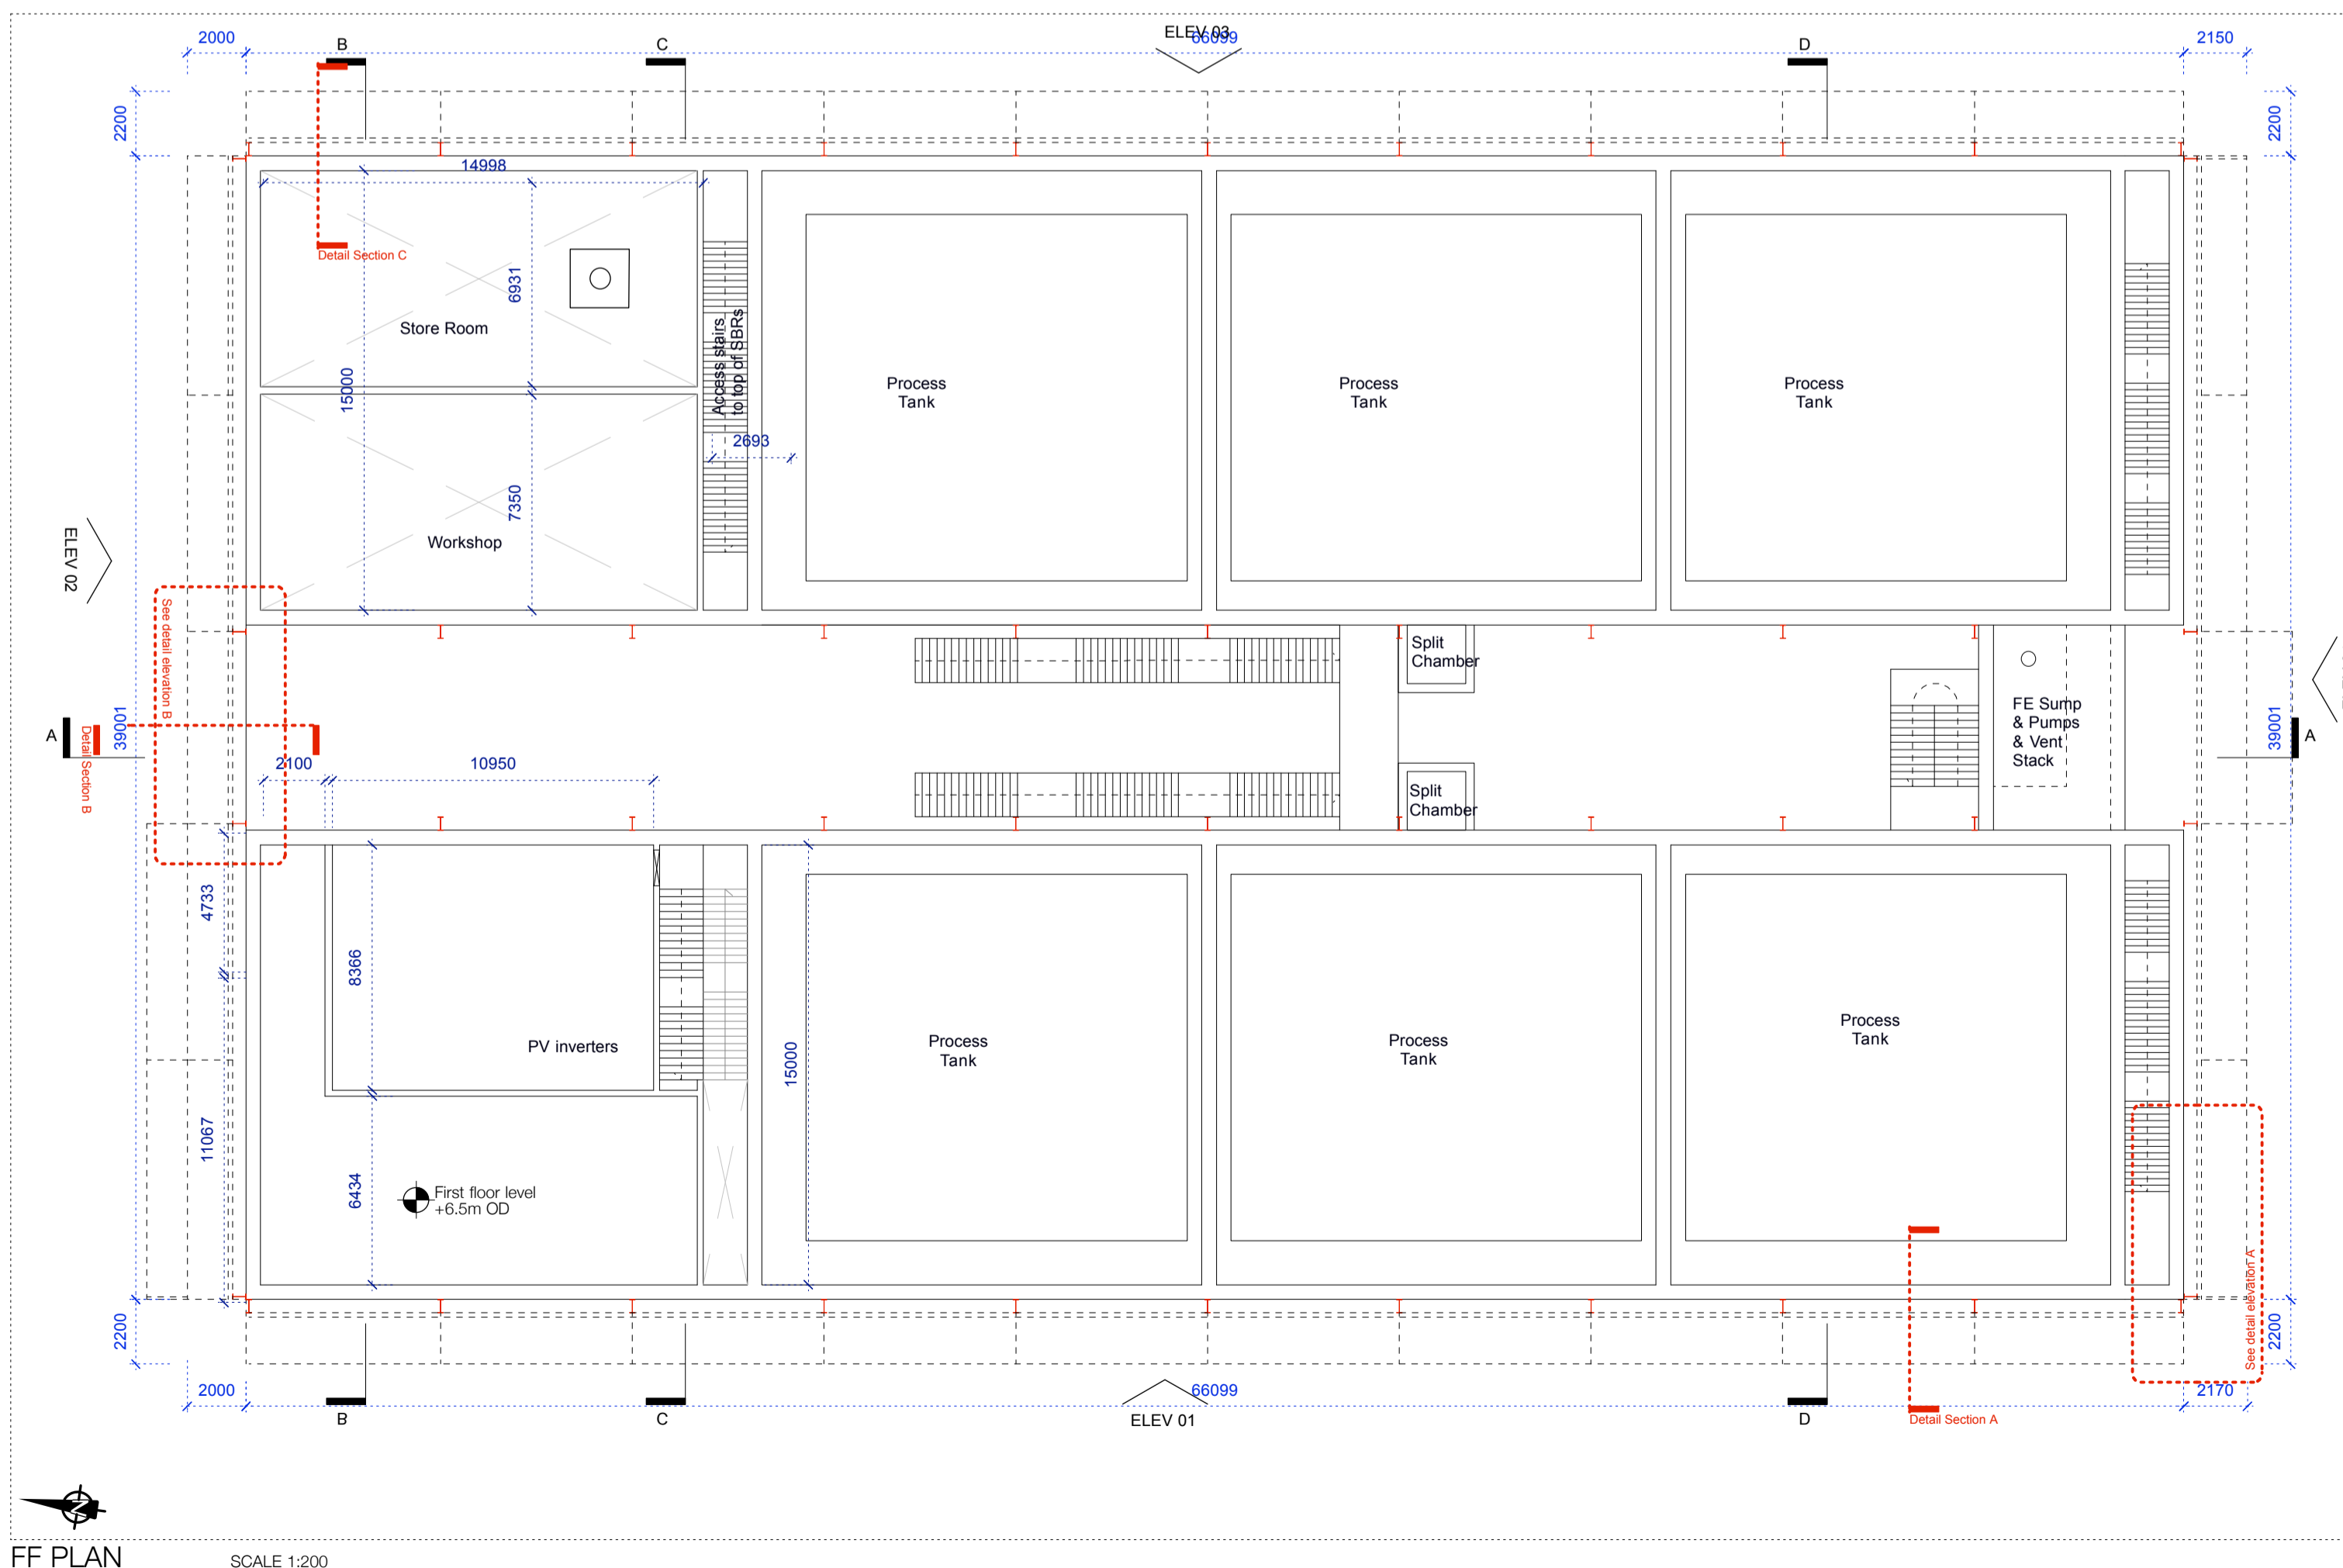 ELEV 03
2000
B
C
66099
D
2150
2200
2200
14998
Detail Section C
6931
Store Room
15000
Access stairs
to top of SBRs
Process
Tank
Process
Tank
Process
Tank
2693
7350
Workshop
ELEV 02
See detail elevation B
Split
Chamber
FE Sump
& Pumps
& Vent
Stack
A
Detail Section B
39001
39001
A
2100
10950
Split
Chamber
4733
8366
PV inverters
15000
Process
Tank
Process
Tank
Process
Tank
11067
6434
First floor level
+6.5m OD
See detail elevation A
2200
2200
2000
66099
2170
B
C
ELEV 01
D
Detail Section A
N
FF PLAN
SCALE 1:200